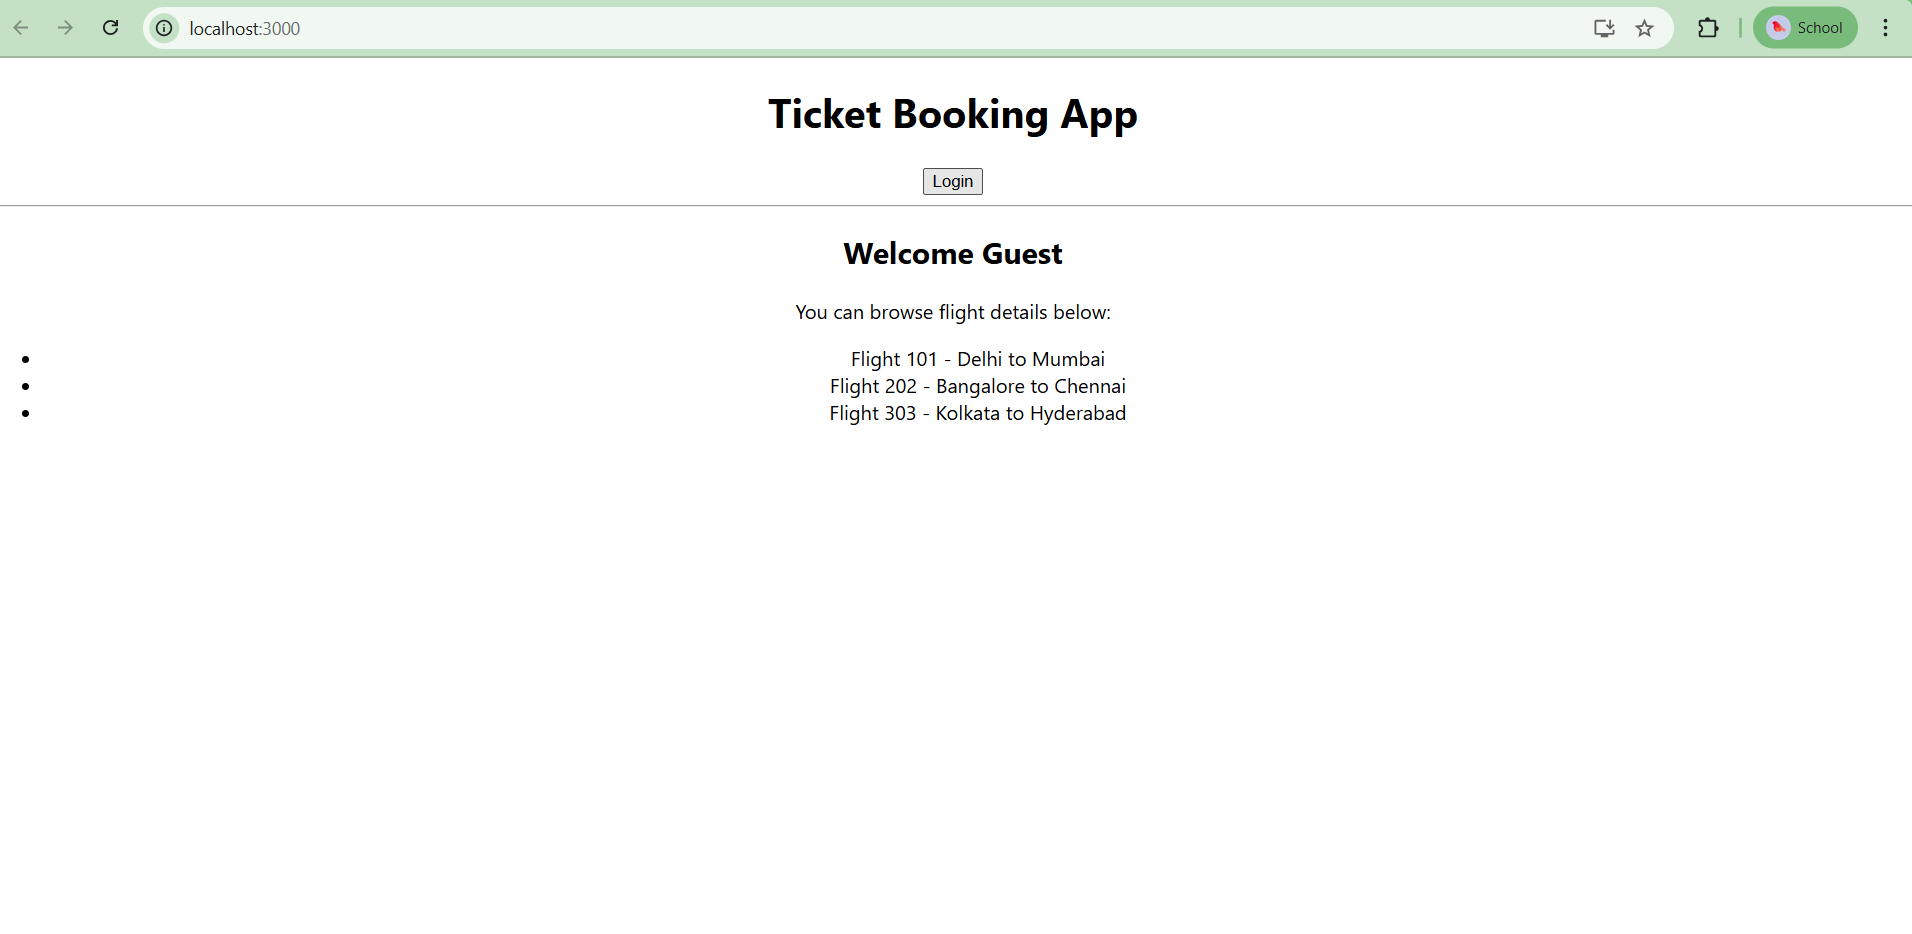 localhost:3000
School
Ticket Booking App
Login
Welcome Guest
You can browse flight details below:
Flight 101 - Delhi to Mumbai
Flight 202 - Bangalore to Chennai
Flight 303 - Kolkata to Hyderabad